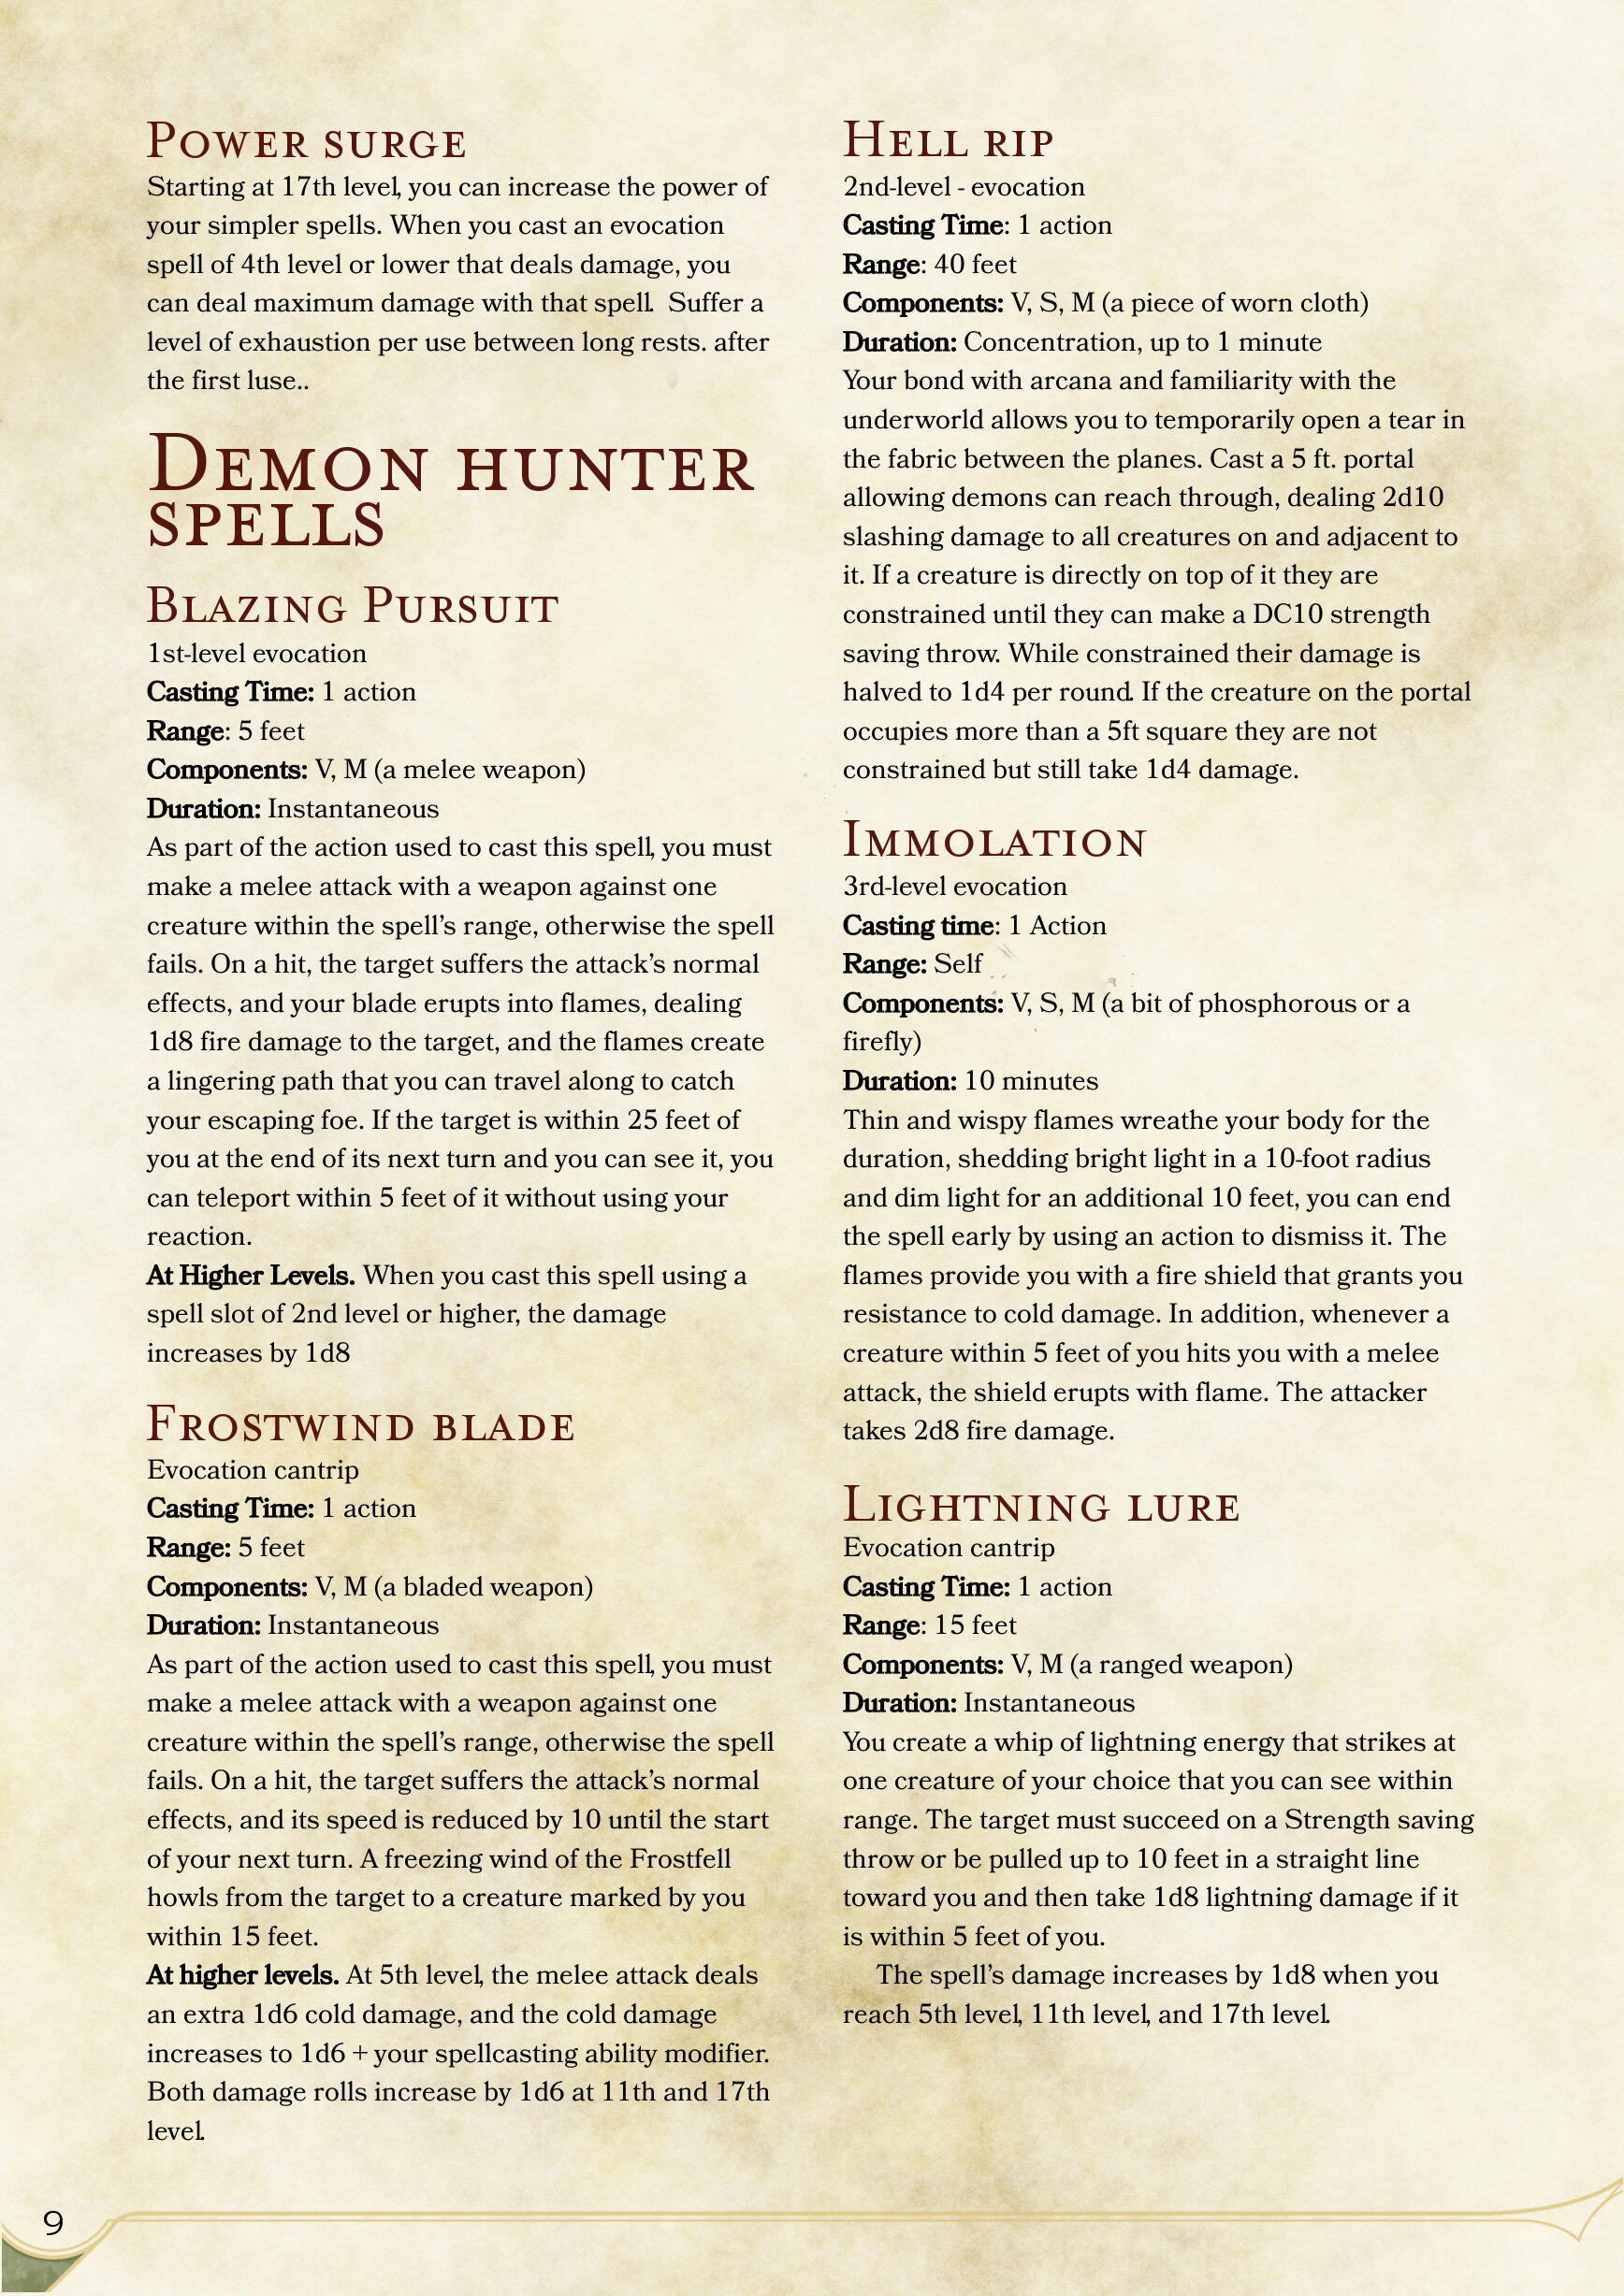 Power surge
Starting at 17th level, you can increase the power of
your simpler spells. When you cast an evocation
spell of 4th level or lower that deals damage, you
can deal maximum damage with that spell.  Suffer a
level of exhaustion per use between long rests. after
the first luse..
Demon hunter
spells
Blazing Pursuit
1st-level evocation
Casting Time: 1 action
Range: 5 feet
Components: V, M (a melee weapon)
Duration: Instantaneous
As part of the action used to cast this spell, you must
make a melee attack with a weapon against one
creature within the spell’s range, otherwise the spell
fails. On a hit, the target suffers the attack’s normal
effects, and your blade erupts into flames, dealing
1d8 fire damage to the target, and the flames create
a lingering path that you can travel along to catch
your escaping foe. If the target is within 25 feet of
you at the end of its next turn and you can see it, you
can teleport within 5 feet of it without using your
reaction.
At Higher Levels. When you cast this spell using a
spell slot of 2nd level or higher, the damage
increases by 1d8
Frostwind blade
Evocation cantrip
Casting Time: 1 action
Range: 5 feet
Components: V, M (a bladed weapon)
Duration: Instantaneous
As part of the action used to cast this spell, you must
make a melee attack with a weapon against one
creature within the spell’s range, otherwise the spell
fails. On a hit, the target suffers the attack’s normal
effects, and its speed is reduced by 10 until the start
of your next turn. A freezing wind of the Frostfell
howls from the target to a creature marked by you
within 15 feet.
At higher levels. At 5th level, the melee attack deals
an extra 1d6 cold damage, and the cold damage
increases to 1d6 + your spellcasting ability modifier.
Both damage rolls increase by 1d6 at 11th and 17th
level.
Hell rip
2nd-level - evocation
Casting Time: 1 action
Range: 40 feet
Components: V, S, M (a piece of worn cloth)
Duration: Concentration, up to 1 minute
Your bond with arcana and familiarity with the
underworld allows you to temporarily open a tear in
the fabric between the planes. Cast a 5 ft. portal
allowing demons can reach through, dealing 2d10
slashing damage to all creatures on and adjacent to
it. If a creature is directly on top of it they are
constrained until they can make a DC10 strength
saving throw. While constrained their damage is
halved to 1d4 per round. If the creature on the portal
occupies more than a 5ft square they are not
constrained but still take 1d4 damage.
Immolation
3rd-level evocation
Casting time: 1 Action
Range: Self
Components: V, S, M (a bit of phosphorous or a
firefly)
Duration: 10 minutes
Thin and wispy flames wreathe your body for the
duration, shedding bright light in a 10-foot radius
and dim light for an additional 10 feet, you can end
the spell early by using an action to dismiss it. The
flames provide you with a fire shield that grants you
resistance to cold damage. In addition, whenever a
creature within 5 feet of you hits you with a melee
attack, the shield erupts with flame. The attacker
takes 2d8 fire damage.
Lightning lure
Evocation cantrip
Casting Time: 1 action
Range: 15 feet
Components: V, M (a ranged weapon)
Duration: Instantaneous
You create a whip of lightning energy that strikes at
one creature of your choice that you can see within
range. The target must succeed on a Strength saving
throw or be pulled up to 10 feet in a straight line
toward you and then take 1d8 lightning damage if it
is within 5 feet of you.
The spell’s damage increases by 1d8 when you
reach 5th level, 11th level, and 17th level.
9